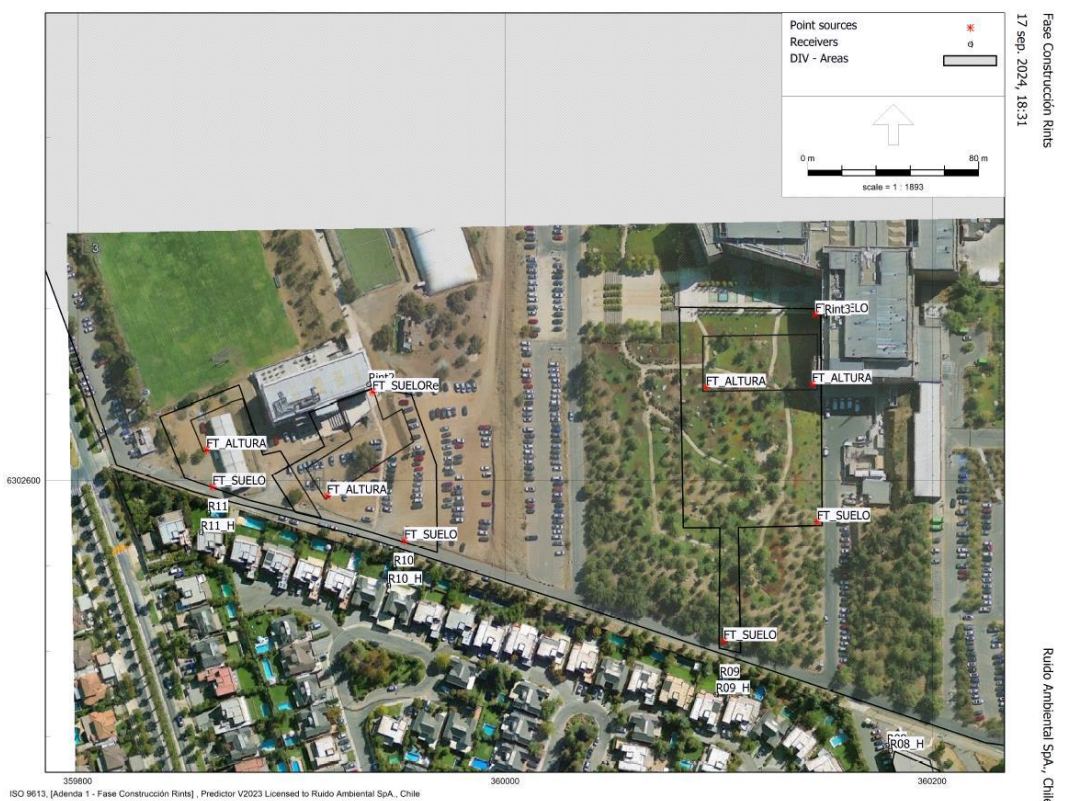 Point sources
Receivers
DIV - Areas
0 m
80 m
scale = 1 : 1893
Fase Construcción Rints
17 sep. 2024, 18:31
Rint3
FT_ALTURA
FT_ALTURA
FT_SUELORe
FT_ALTURA
FT_SUELO
FT_ALTURA
6302600
R11
R11_H
FT_SUELO
FT_SUELO
R10
R10_H
FT_SUELO
R09
R09_H
R08_H
Ruido Ambiental SpA., Chile
359800
360000
360200
ISO 9613, [Adenda 1 - Fase Construcción Rints] , Predictor V2023 Licensed to Ruido Ambiental SpA., Chile